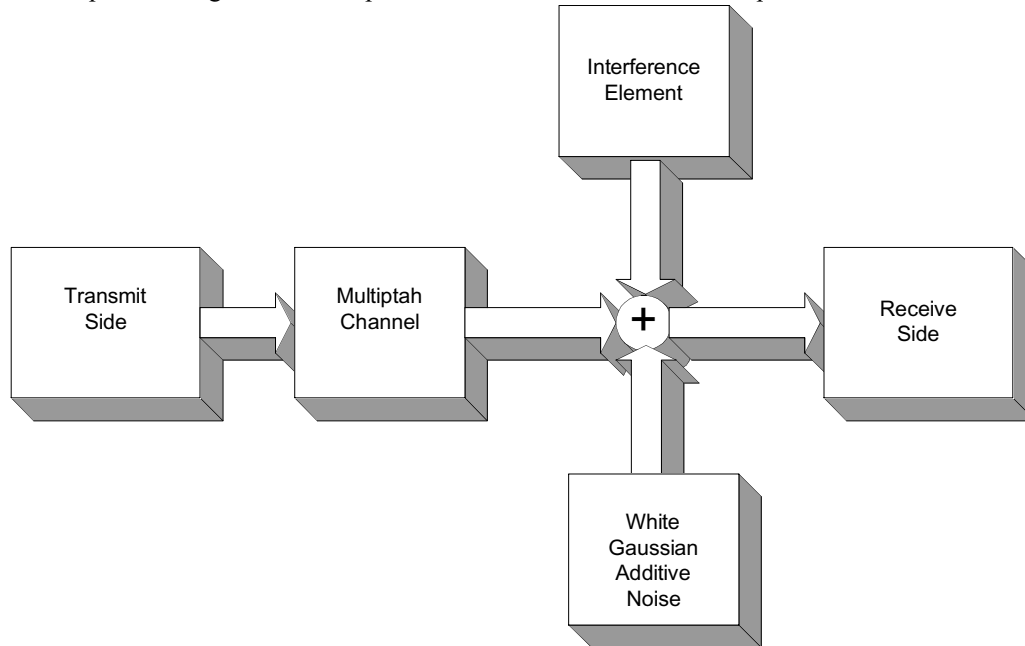 Interference
Element
Transmit
Side
Multiptah
Channel
+
Receive
Side
White
Gaussian
Additive
Noise